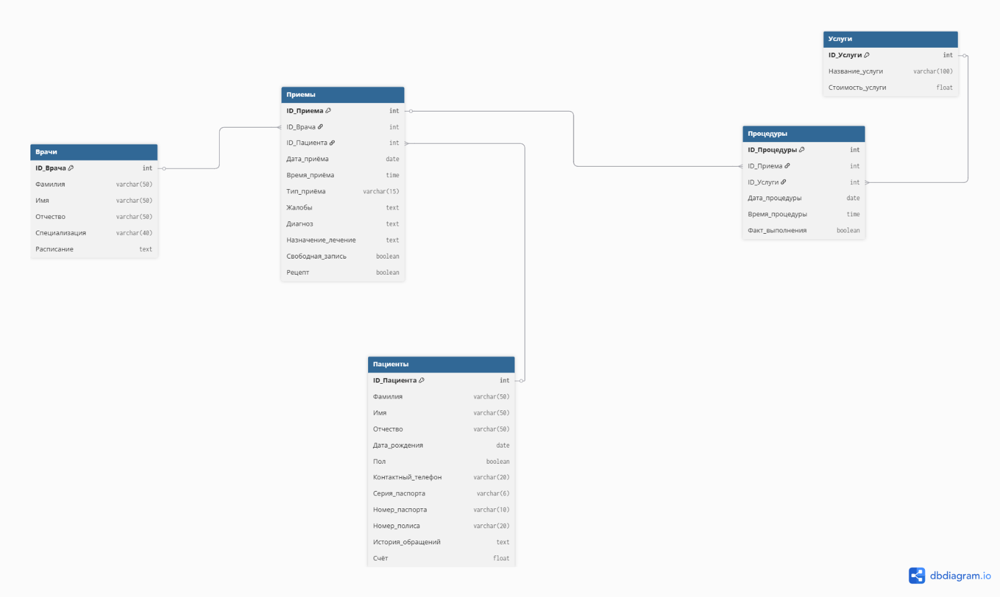 Услуги
ID_Услуги int
Название_услуги varchar(100)
Стоимость_услуги float
Приемы
ID_Приема int
ID_Врача int
ID_Пациента int
Дата_приёма date
Время_приёма time
Тип_приёма varchar(15)
Жалобы text
Диагноз text
Назначение_лечение text
Свободная_запись boolean
Рецепт boolean
Процедуры
ID_Процедуры int
ID_Приема int
ID_Услуги int
Дата_процедуры date
Время_процедуры time
Факт_выполнения boolean
Врачи
ID_Врача int
Фамилия varchar(50)
Имя varchar(50)
Отчество varchar(50)
Специализация varchar(40)
Расписание text
Пациенты
ID_Пациента int
Фамилия varchar(50)
Имя varchar(50)
Отчество varchar(50)
Дата_рождения date
Пол boolean
Контактный_телефон varchar(20)
Серия_паспорта varchar(6)
Номер_паспорта varchar(10)
Номер_полиса varchar(20)
История_обращений text
Счёт float
dbdiagram.io